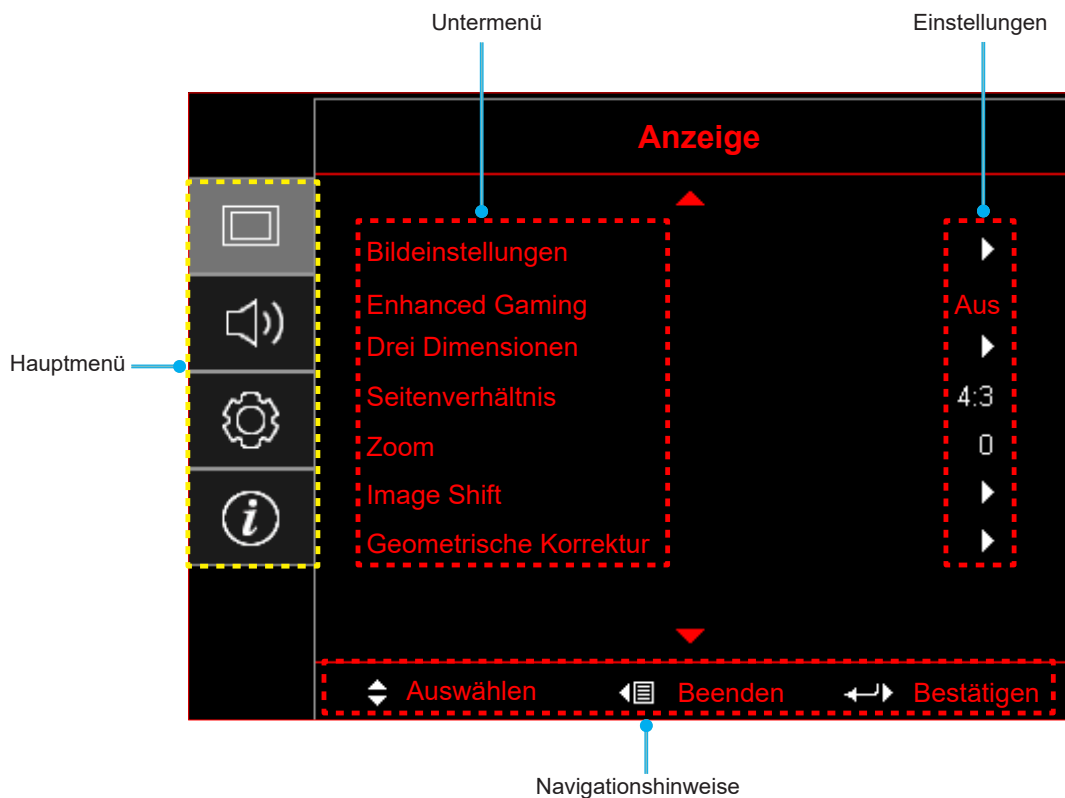 Untermenü Einstellungen
Anzeige
Bildeinstellungen
Enhanced Gaming Aus
Drei Dimensionen
Hauptmenü
Seitenverhältnis 4:3
Zoom 0
Image Shift
Geometrische Korrektur
Auswählen Beenden Bestätigen
Navigationshinweise